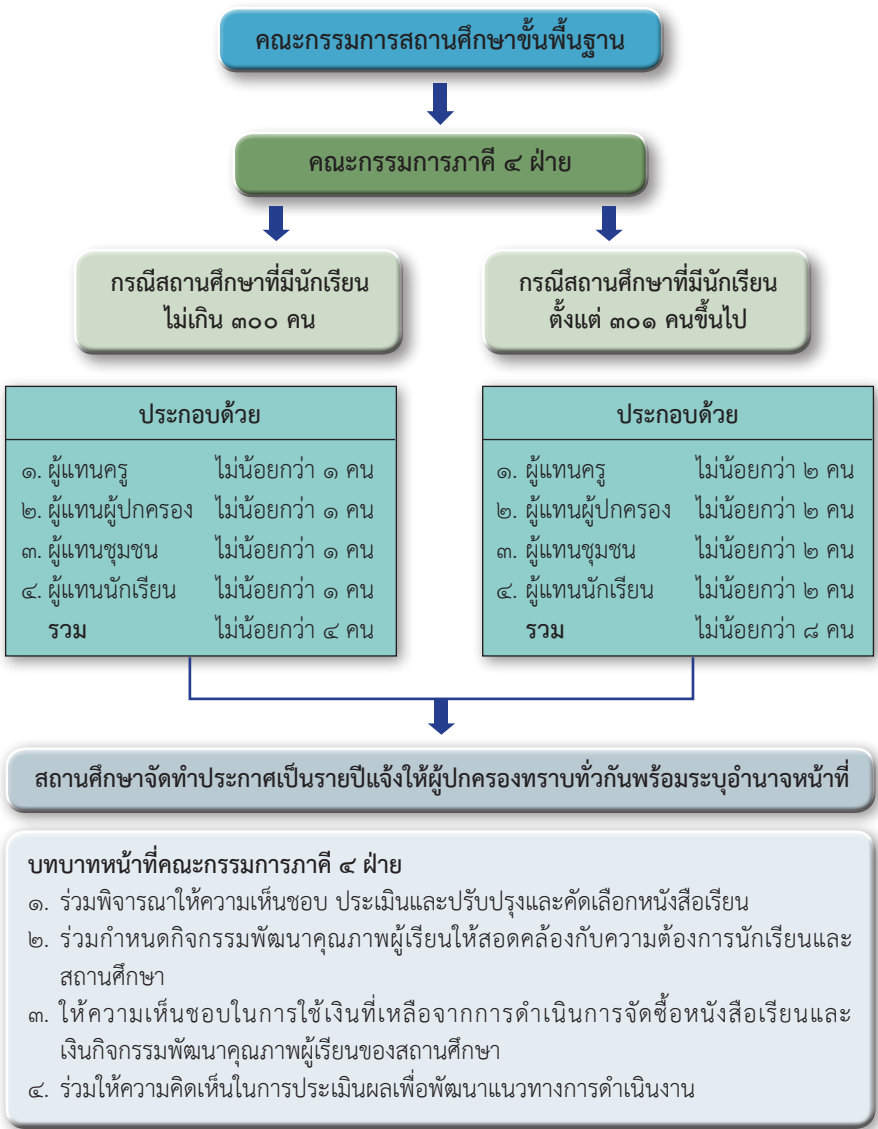 คณะกรรมการสถานศึกษาขั้นพื้นฐาน
คณะกรรมการภาคี ๔ ฝ่าย
กรณีสถานศึกษาที่มีนักเรียน
ไม่เกิน ๓๐๐ คน
กรณีสถานศึกษาที่มีนักเรียน
ตั้งแต่ ๓๐๑ คนขึ้นไป
ประกอบด้วย
๑. ผู้แทนครู ไม่น้อยกว่า ๑ คน
๒. ผู้แทนผู้ปกครอง ไม่น้อยกว่า ๑ คน
๓. ผู้แทนชุมชน ไม่น้อยกว่า ๑ คน
๔. ผู้แทนนักเรียน ไม่น้อยกว่า ๑ คน
รวม ไม่น้อยกว่า ๔ คน
ประกอบด้วย
๑. ผู้แทนครู ไม่น้อยกว่า ๒ คน
๒. ผู้แทนผู้ปกครอง ไม่น้อยกว่า ๒ คน
๓. ผู้แทนชุมชน ไม่น้อยกว่า ๒ คน
๔. ผู้แทนนักเรียน ไม่น้อยกว่า ๒ คน
รวม ไม่น้อยกว่า ๘ คน
สถานศึกษาจัดทำประกาศเป็นรายปีแจ้งให้ผู้ปกครองทราบทั่วกันพร้อมระบุอำนาจหน้าที่
บทบาทหน้าที่คณะกรรมการภาคี ๔ ฝ่าย
๑. ร่วมพิจารณาให้ความเห็นชอบ ประเมินและปรับปรุงและคัดเลือกหนังสือเรียน
๒. ร่วมกำหนดกิจกรรมพัฒนาคุณภาพผู้เรียนให้สอดคล้องกับความต้องการนักเรียนและ
สถานศึกษา
๓. ให้ความเห็นชอบในการใช้เงินที่เหลือจากการดำเนินการจัดซื้อหนังสือเรียนและ
เงินกิจกรรมพัฒนาคุณภาพผู้เรียนของสถานศึกษา
๔. ร่วมให้ความคิดเห็นในการประเมินผลเพื่อพัฒนาแนวทางการดำเนินงาน